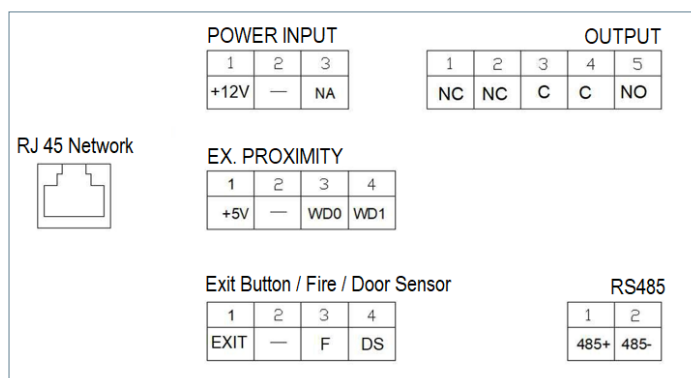 POWER INPUT
1 2 3
+12V — NA
OUTPUT
1 2 3 4 5
NC NC C C NO
RJ 45 Network
EX. PROXIMITY
1 2 3 4
+5V — WD0 WD1
Exit Button / Fire / Door Sensor
1 2 3 4
EXIT — F DS
RS485
1 2
485+ 485-